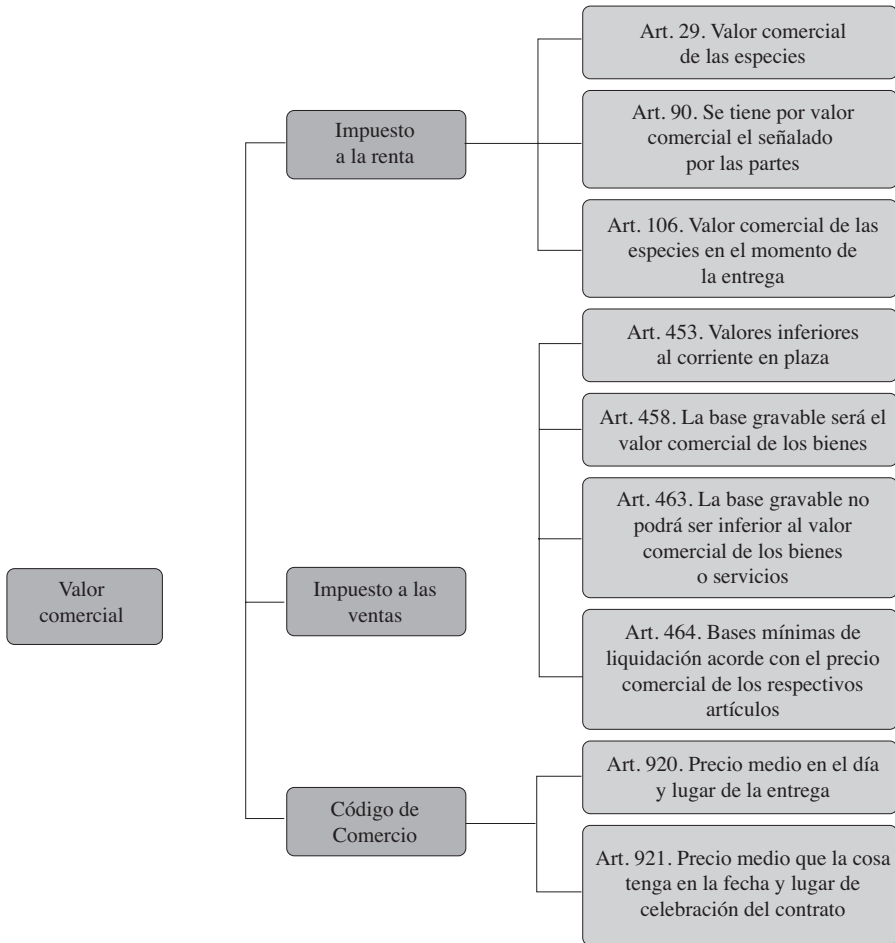 Valor
comercial
Impuesto
a la renta
Art. 29. Valor comercial
de las especies
Art. 90. Se tiene por valor
comercial el señalado
por las partes
Art. 106. Valor comercial de las
especies en el momento de
la entrega
Impuesto a las
ventas
Art. 453. Valores inferiores
al corriente en plaza
Art. 458. La base gravable será el
valor comercial de los bienes
Art. 463. La base gravable no
podrá ser inferior al valor
comercial de los bienes
o servicios
Art. 464. Bases mínimas de
liquidación acorde con el precio
comercial de los respectivos
artículos
Código de
Comercio
Art. 920. Precio medio en el día
y lugar de la entrega
Art. 921. Precio medio que la cosa
tenga en la fecha y lugar de
celebración del contrato